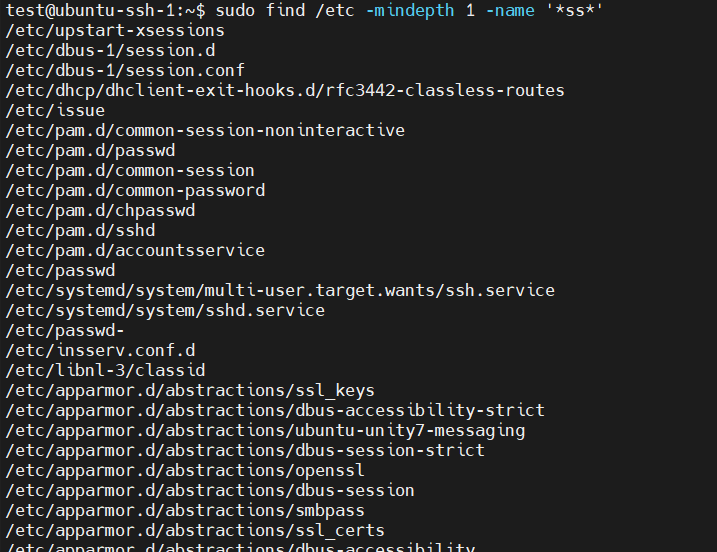 test@ubuntu-ssh-1:~$ sudo find /etc -mindepth 1 -name '*ss*'
/etc/upstart-xsessions
/etc/dbus-1/session.d
/etc/dbus-1/session.conf
/etc/dhcp/dhclient-exit-hooks.d/rfc3442-classless-routes
/etc/issue
/etc/pam.d/common-session-noninteractive
/etc/pam.d/passwd
/etc/pam.d/common-session
/etc/pam.d/common-password
/etc/pam.d/chpasswd
/etc/pam.d/sshd
/etc/pam.d/accountsservice
/etc/passwd
/etc/systemd/system/multi-user.target.wants/ssh.service
/etc/systemd/system/sshd.service
/etc/passwd-
/etc/insserv.conf.d
/etc/libnl-3/classid
/etc/apparmor.d/abstractions/ssl_keys
/etc/apparmor.d/abstractions/dbus-accessibility-strict
/etc/apparmor.d/abstractions/ubuntu-unity7-messaging
/etc/apparmor.d/abstractions/dbus-session-strict
/etc/apparmor.d/abstractions/openssl
/etc/apparmor.d/abstractions/dbus-session
/etc/apparmor.d/abstractions/smbpass
/etc/apparmor.d/abstractions/ssl_certs
/etc/apparmor.d/abstractions/dbus-accessibility